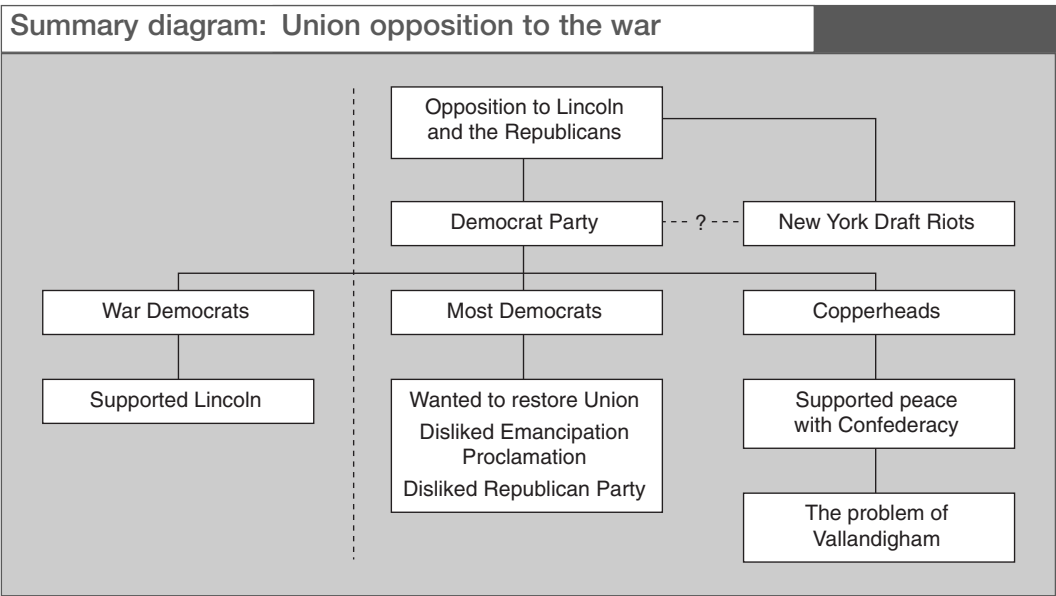 Summary diagram: Union opposition to the war
Opposition to Lincoln
and the Republicans
Democrat Party
?
New York Draft Riots
War Democrats
Most Democrats
Copperheads
Supported Lincoln
Wanted to restore Union
Disliked Emancipation
Proclamation
Disliked Republican Party
Supported peace
with Confederacy
The problem of
Vallandigham